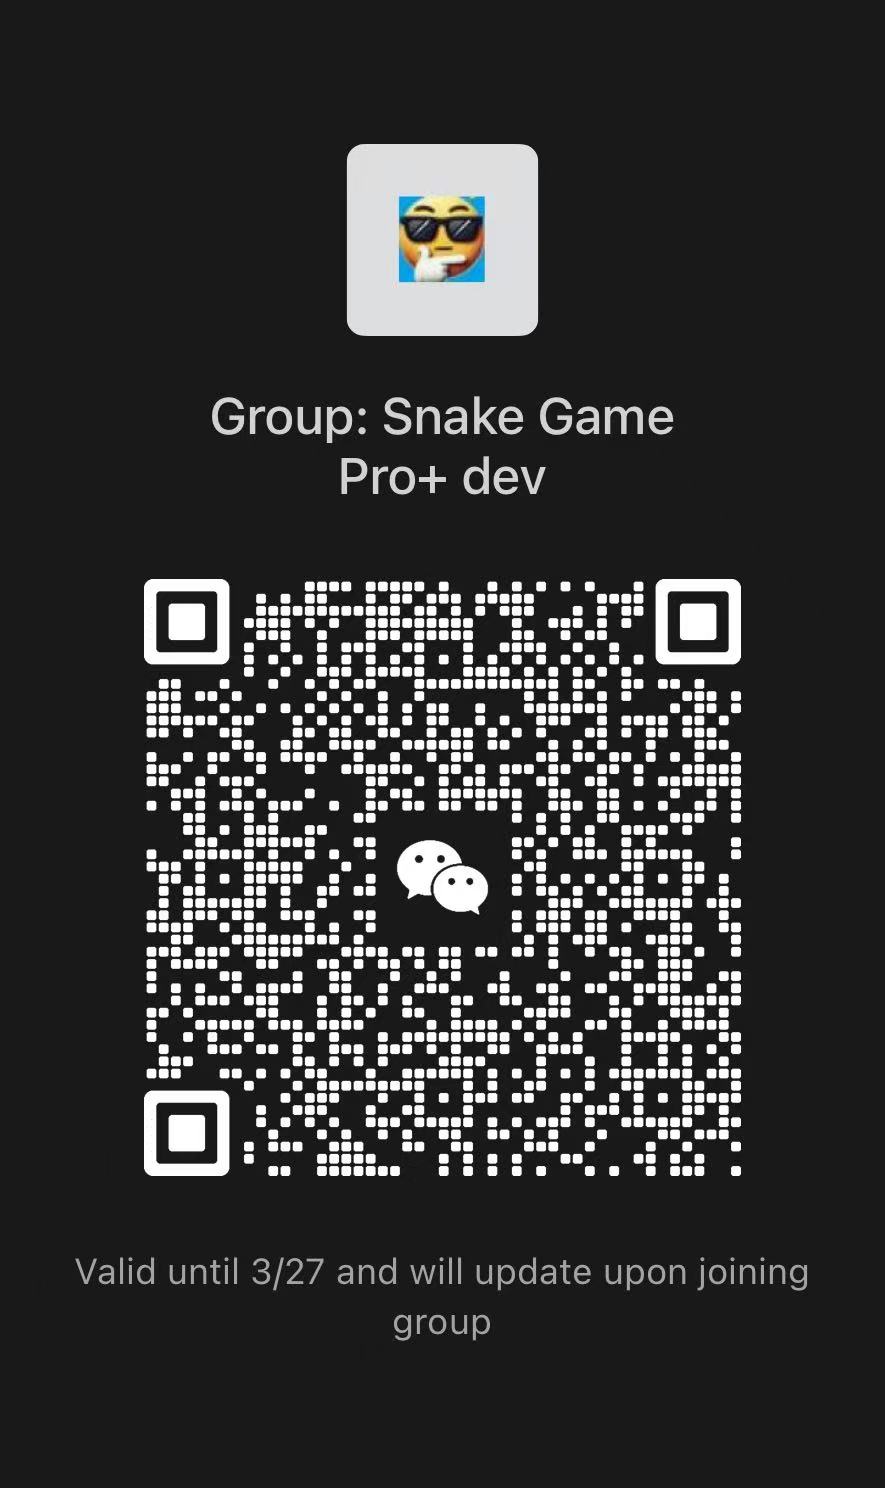 Group: Snake Game
Pro+ dev
Valid until 3/27 and will update upon joining
group